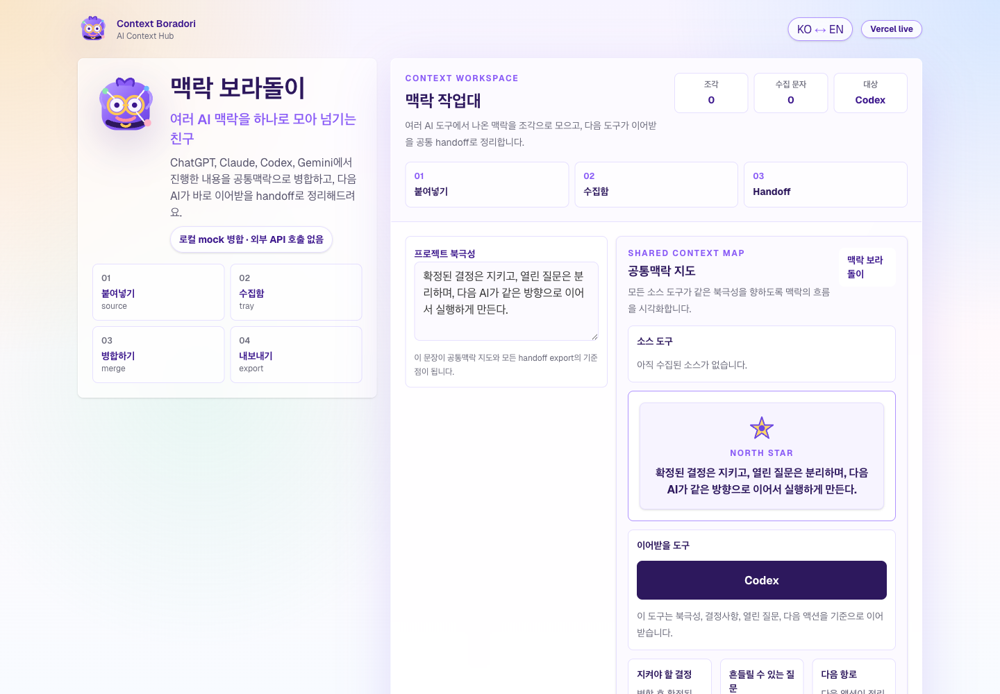 Context Boradori
AI Context Hub
KO ↔ EN
Vercel live
맥락 보라돌이
여러 AI 맥락을 하나로 모아 넘기는
친구
ChatGPT, Claude, Codex, Gemini에서
진행한 내용을 공통맥락으로 병합하고, 다음
AI가 바로 이어받을 handoff로 정리해드려
요.
로컬 mock 병합 · 외부 API 호출 없음
01
붙여넣기
source
02
수집함
tray
03
병합하기
merge
04
내보내기
export
CONTEXT WORKSPACE
맥락 작업대
여러 AI 도구에서 나온 맥락을 조각으로 모으고, 다음 도구가 이어받
을 공통 handoff로 정리합니다.
조각
0
수집 문자
0
대상
Codex
01
붙여넣기
02
수집함
03
Handoff
프로젝트 북극성
확정된 결정은 지키고, 열린 질문은 분
리하며, 다음 AI가 같은 방향으로 이어
서 실행하게 만든다.
이 문장이 공통맥락 지도와 모든 handoff export의 기준
점이 됩니다.
SHARED CONTEXT MAP
공통맥락 지도
모든 소스 도구가 같은 북극성을 향하도록 맥락의 흐름
을 시각화합니다.
맥락 보라
돌이
소스 도구
아직 수집된 소스가 없습니다.
NORTH STAR
확정된 결정은 지키고, 열린 질문은 분리하며, 다음
AI가 같은 방향으로 이어서 실행하게 만든다.
이어받을 도구
Codex
이 도구는 북극성, 결정사항, 열린 질문, 다음 액션을 기준으로 이어
받습니다.
지켜야 할 결정
병합 후 확정된
흔들릴 수 있는 질
문
다음 항로
다음 액션이 정리